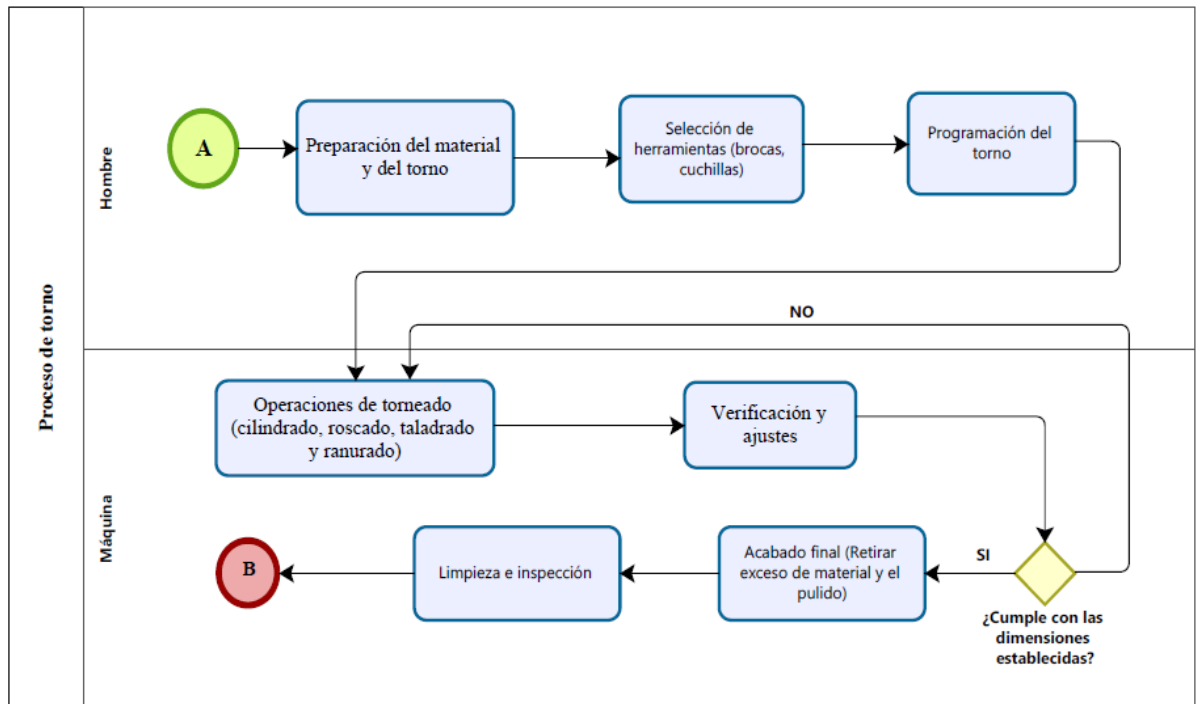 Proceso de torno
Hombre
A
Preparación del material
y del torno
Selección de
herramientas (brocas,
cuchillas)
Programación del
torno
NO
Máquina
Operaciones de torneado
(cilindrado, roscado, taladrado
y ranurado)
Verificación y
ajustes
B
Limpieza e inspección
Acabado final (Retirar
exceso de material y el
pulido)
SI
¿Cumple con las
dimensiones
establecidas?